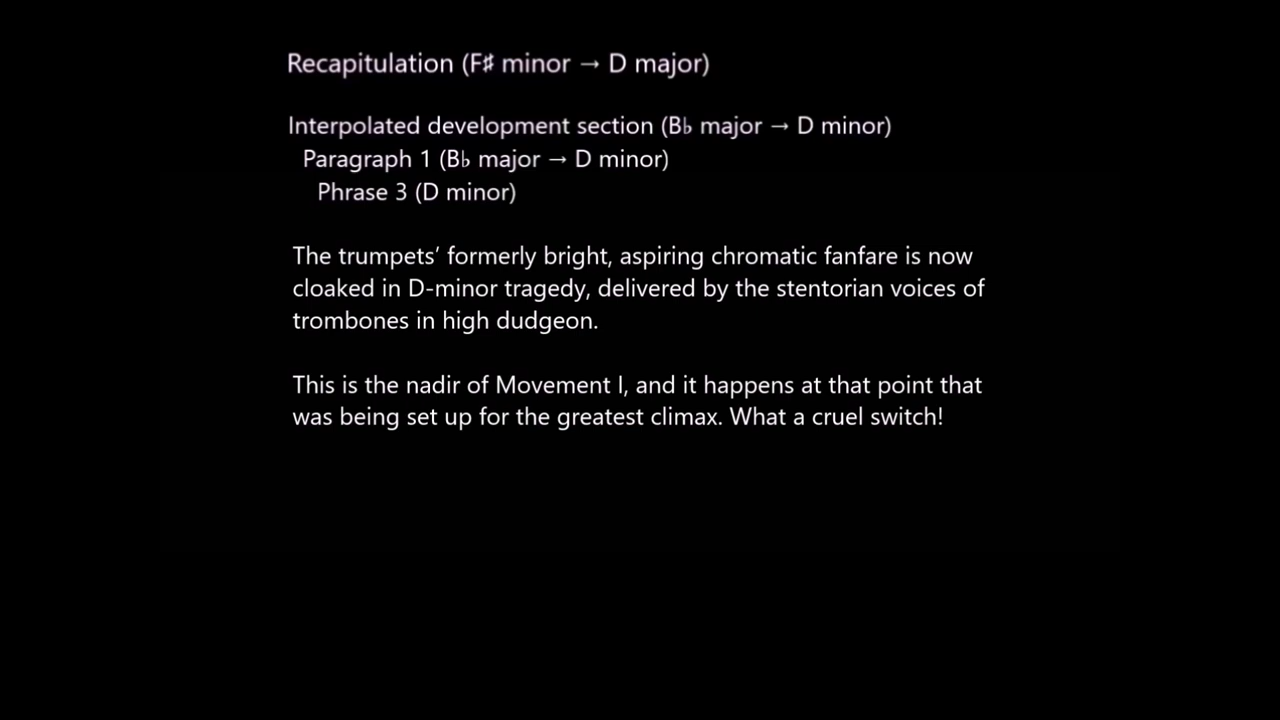 Recapitulation (F♯ minor → D major)
Interpolated development section (B♭ major → D minor)
Paragraph 1 (B♭ major → D minor)
Phrase 3 (D minor)
The trumpets’ formerly bright, aspiring chromatic fanfare is now
cloaked in D-minor tragedy, delivered by the stentorian voices of
trombones in high dudgeon.
This is the nadir of Movement I, and it happens at that point that
was being set up for the greatest climax. What a cruel switch!